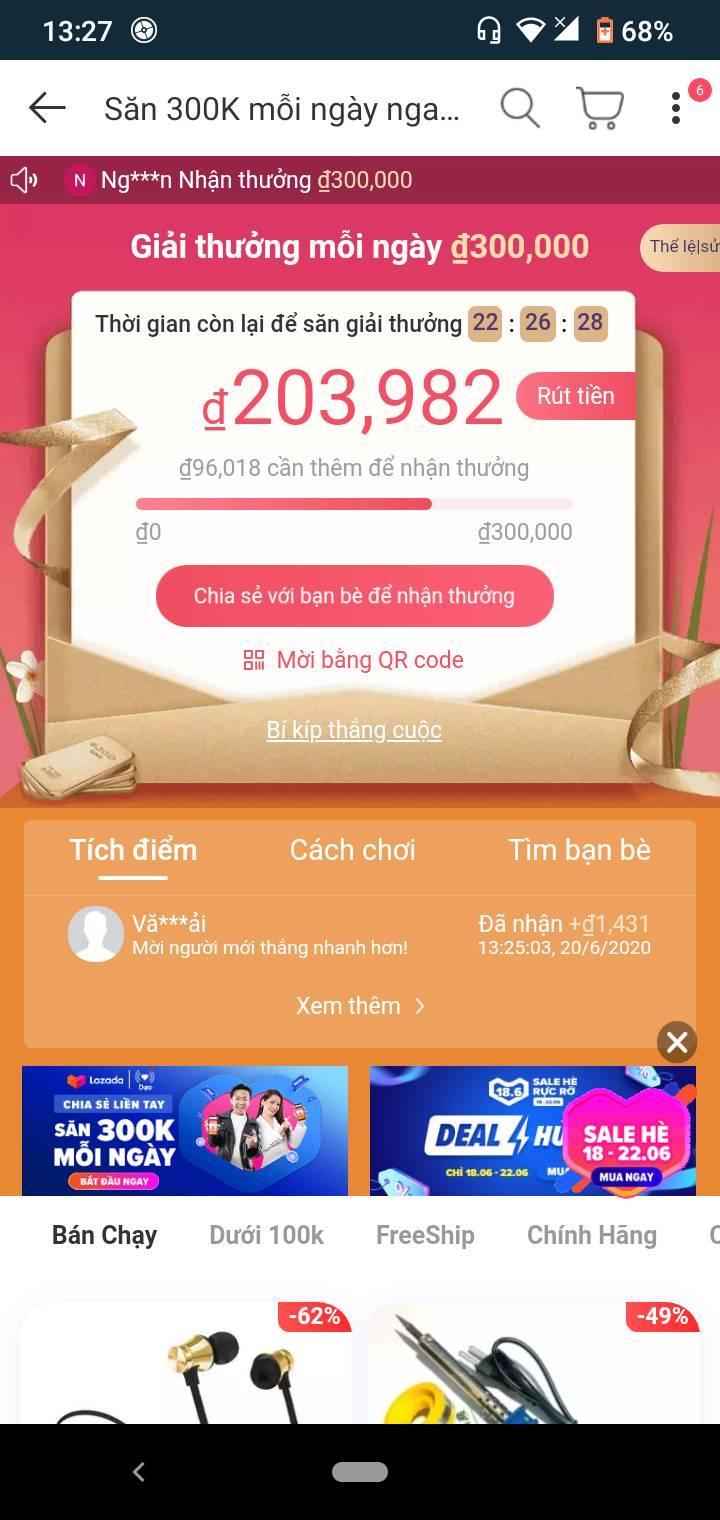 13:27
68%
Săn 300K mỗi ngày nga...
6
N Ng***n Nhận thưởng ₫300,000
Giải thưởng mỗi ngày ₫300,000
Thể lệ|sử
Thời gian còn lại để săn giải thưởng 22 : 26 : 28
₫203,982
Rút tiền
₫96,018 cần thêm để nhận thưởng
₫0
₫300,000
Chia sẻ với bạn bè để nhận thưởng
Mời bằng QR code
Bí kíp thắng cuộc
Tích điểm
Cách chơi
Tìm bạn bè
Vă***ải
Đã nhận +₫1,431
Mời người mới thắng nhanh hơn!
13:25:03, 20/6/2020
Xem thêm
Lazada
CHIA SẺ LIỀN TAY
SĂN 300K
MỖI NGÀY
BẮT ĐẦU NGAY
18.6
SALE HÈ
RỰC RỠ
18 - 22.06
DEAL HU
CHỈ 18.06 - 22.06
MUA
SALE HÈ
18 - 22.06
MUA NGAY
Bán Chạy
Dưới 100k
FreeShip
Chính Hãng
-62%
-49%